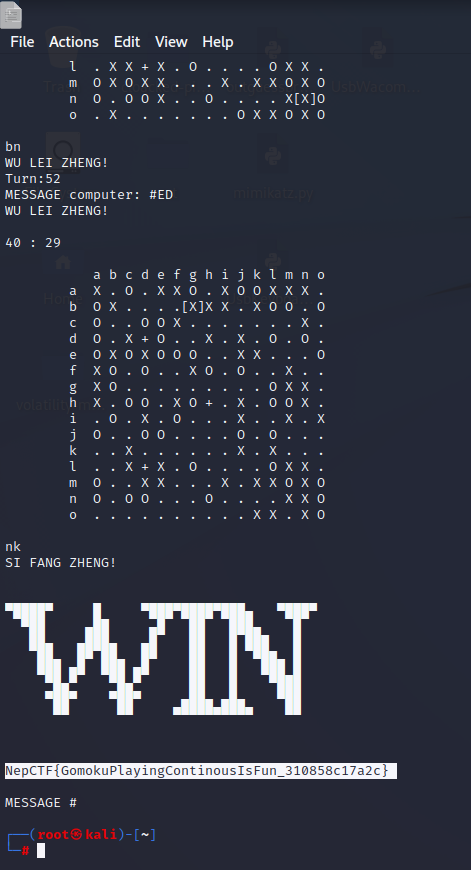 File Actions Edit View Help
l . X X + X . O . . . . O X X .
m O X O X X . . . X . X X O X O
n O . O O X . . O . . . . X[X]O
o . X . . . . . . . O X X O X O
bn
WU LEI ZHENG!
Turn:52
MESSAGE computer: #ED
WU LEI ZHENG!
40 : 29
a b c d e f g h i j k l m n o
a X . O . X X O . X O O X X X .
b O X . . . .[X]X X . X O O . O
c O . . O O X . . . . . . . X .
d O . X + O . . X . X . O . O .
e O X O X O O O . . X X . . . O
f X O . O . . X O . O . . X . .
g X O . . . . . . . . . O X X .
h X . O O . X O + . X . O O X .
i . O . X . O . . . X . . X . X
j O . . O O . . . . O . O . . .
k . . X . . . . . . X . X . . .
l . . X + X . O . . . . O X X .
m O . . X X . . . X . X X O X O
n O . O O . . . O . . . . X X O
o . . . . . . . . . . X X . X O
nk
SI FANG ZHENG!
WIN
NepCTF{GomokuPlayingContinousIsFun_310858c17a2c}
MESSAGE #
┌──(root㉿kali)-[~]
└─#